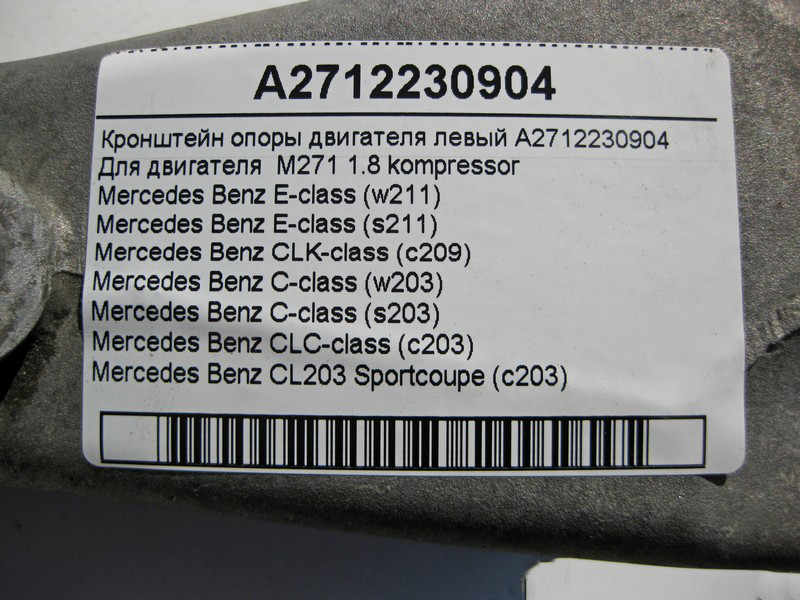 A2712230904
Кронштейн опоры двигателя левый A2712230904
Для двигателя M271 1.8 kompressor
Mercedes Benz E-class (w211)
Mercedes Benz E-class (s211)
Mercedes Benz CLK-class (c209)
Mercedes Benz C-class (w203)
Mercedes Benz C-class (s203)
Mercedes Benz CLC-class (c203)
Mercedes Benz CL203 Sportcoupe (c203)